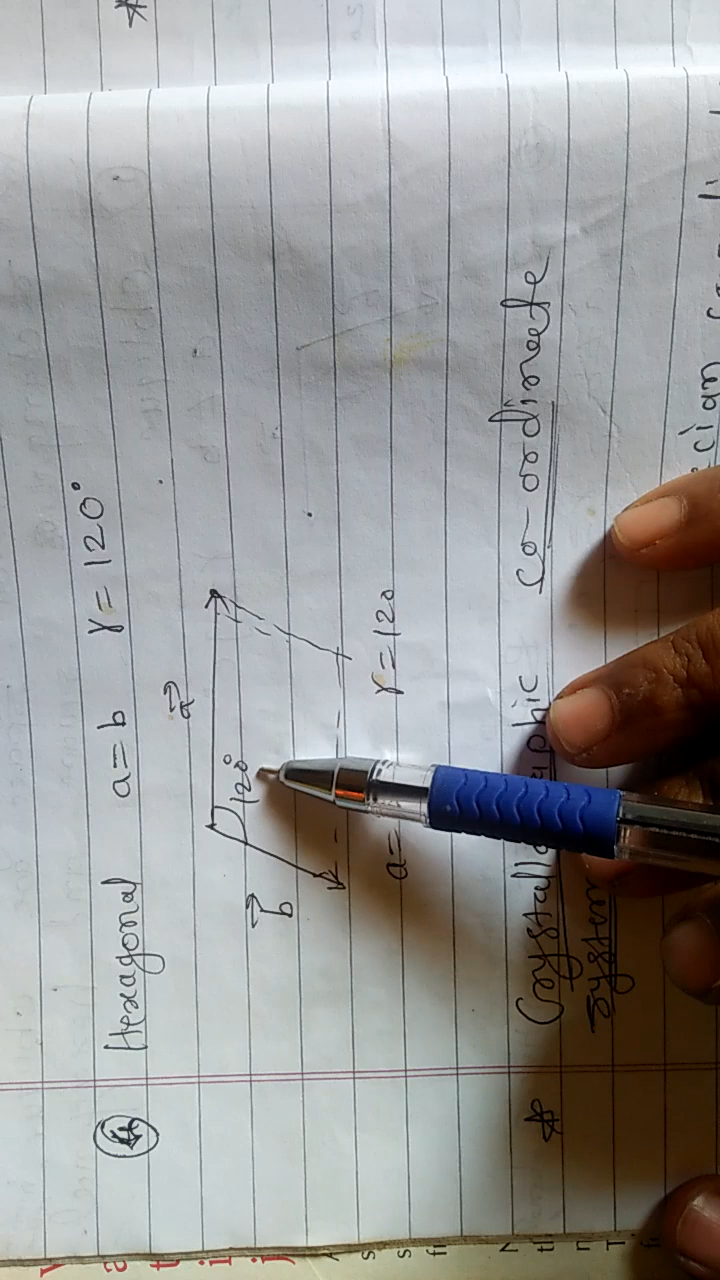 ④ Hexagonal a=b γ=120°
a⃗
120°
b⃗
a= γ=120
* Crystallographic co-ordinate
system